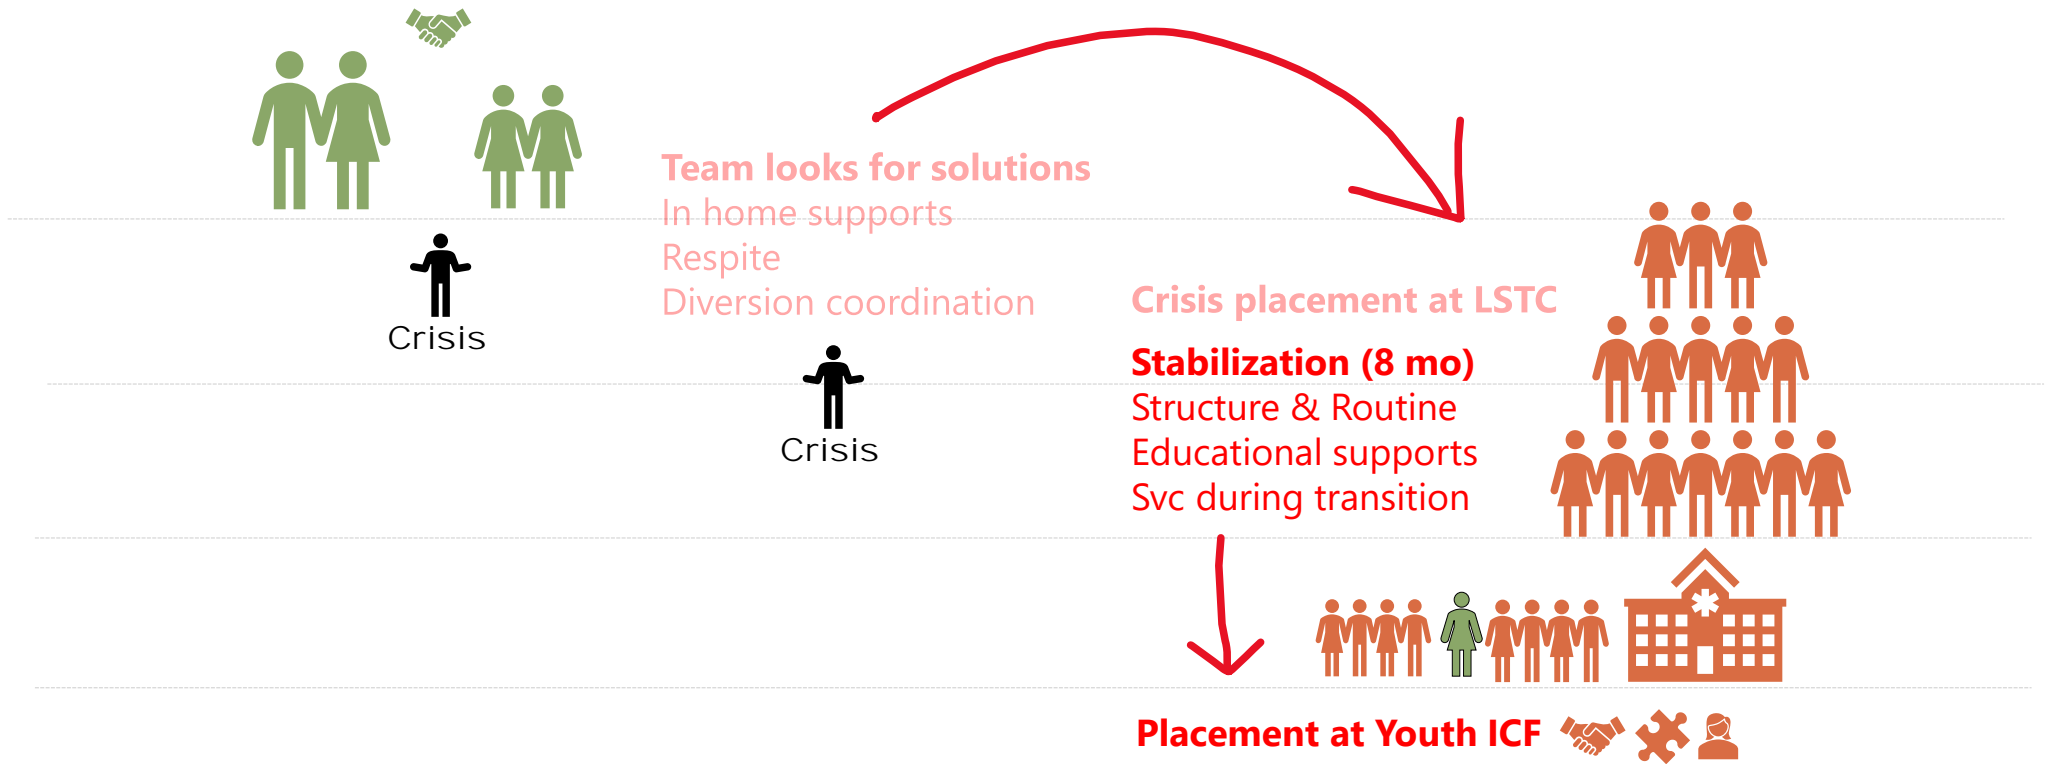 Team looks for solutions
In home supports
Respite
Diversion coordination
Crisis
Crisis
Crisis placement at LSTC
Stabilization (8 mo)
Structure & Routine
Educational supports
Svc during transition
Placement at Youth ICF